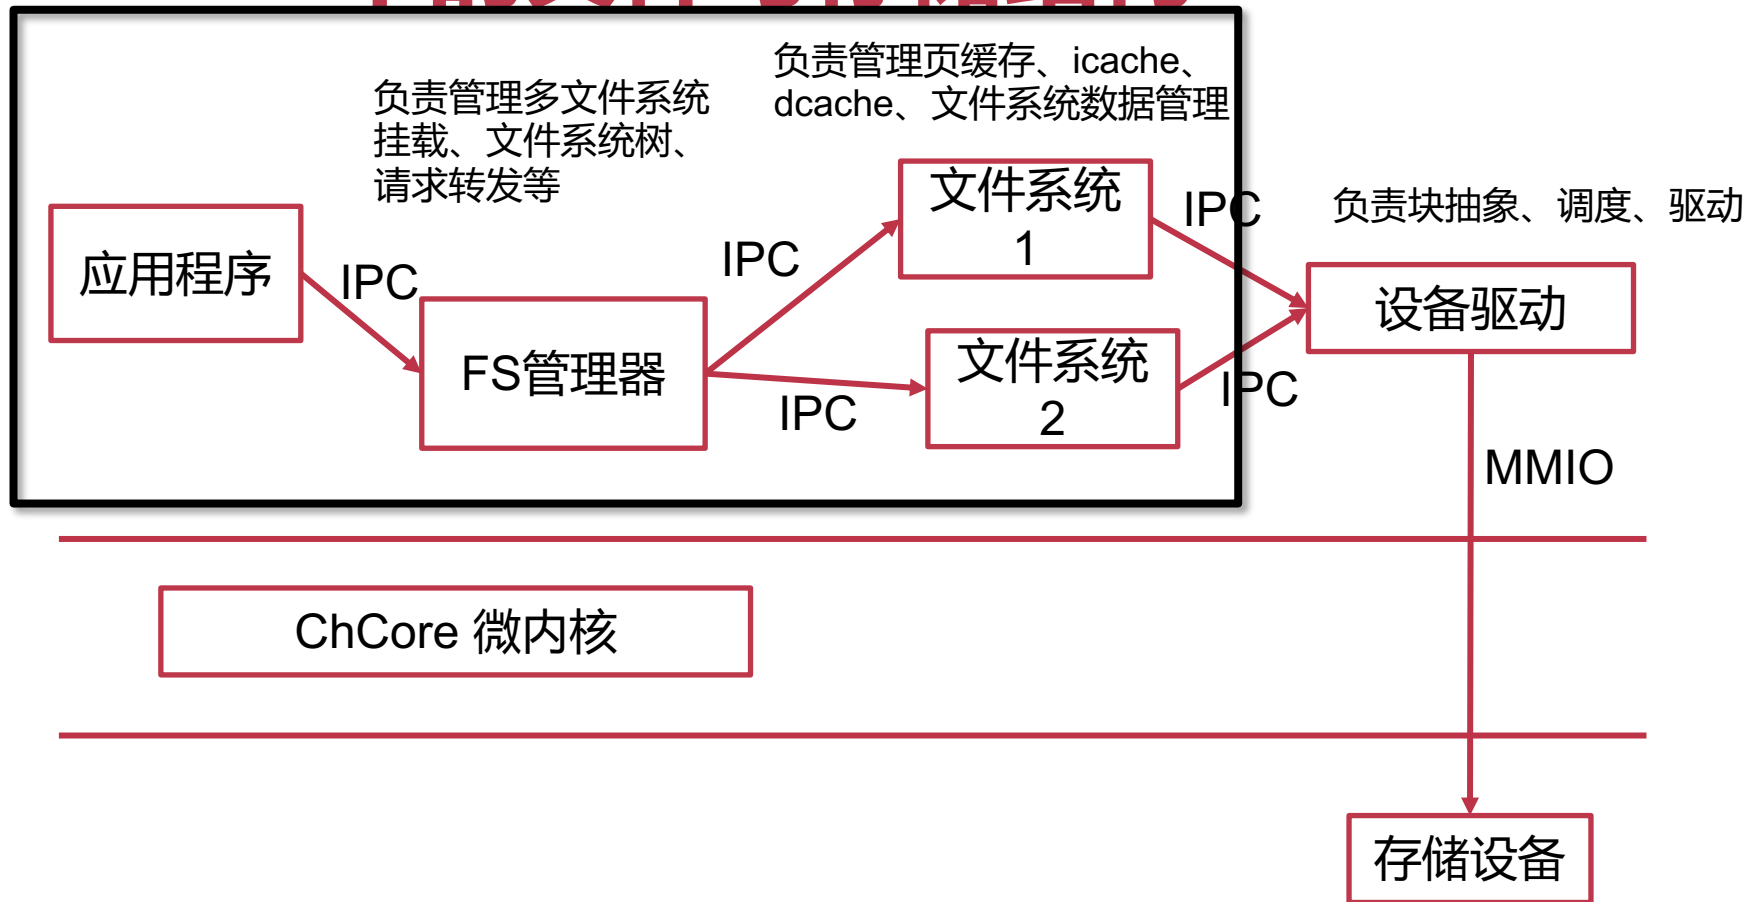 负责管理多文件系统
挂载、文件系统树、
请求转发等
负责管理页缓存、icache、
dcache、文件系统数据管理
应用程序
IPC
FS管理器
IPC
IPC
文件系统
1
文件系统
2
IPC
IPC
负责块抽象、调度、驱动
设备驱动
MMIO
ChCore 微内核
存储设备